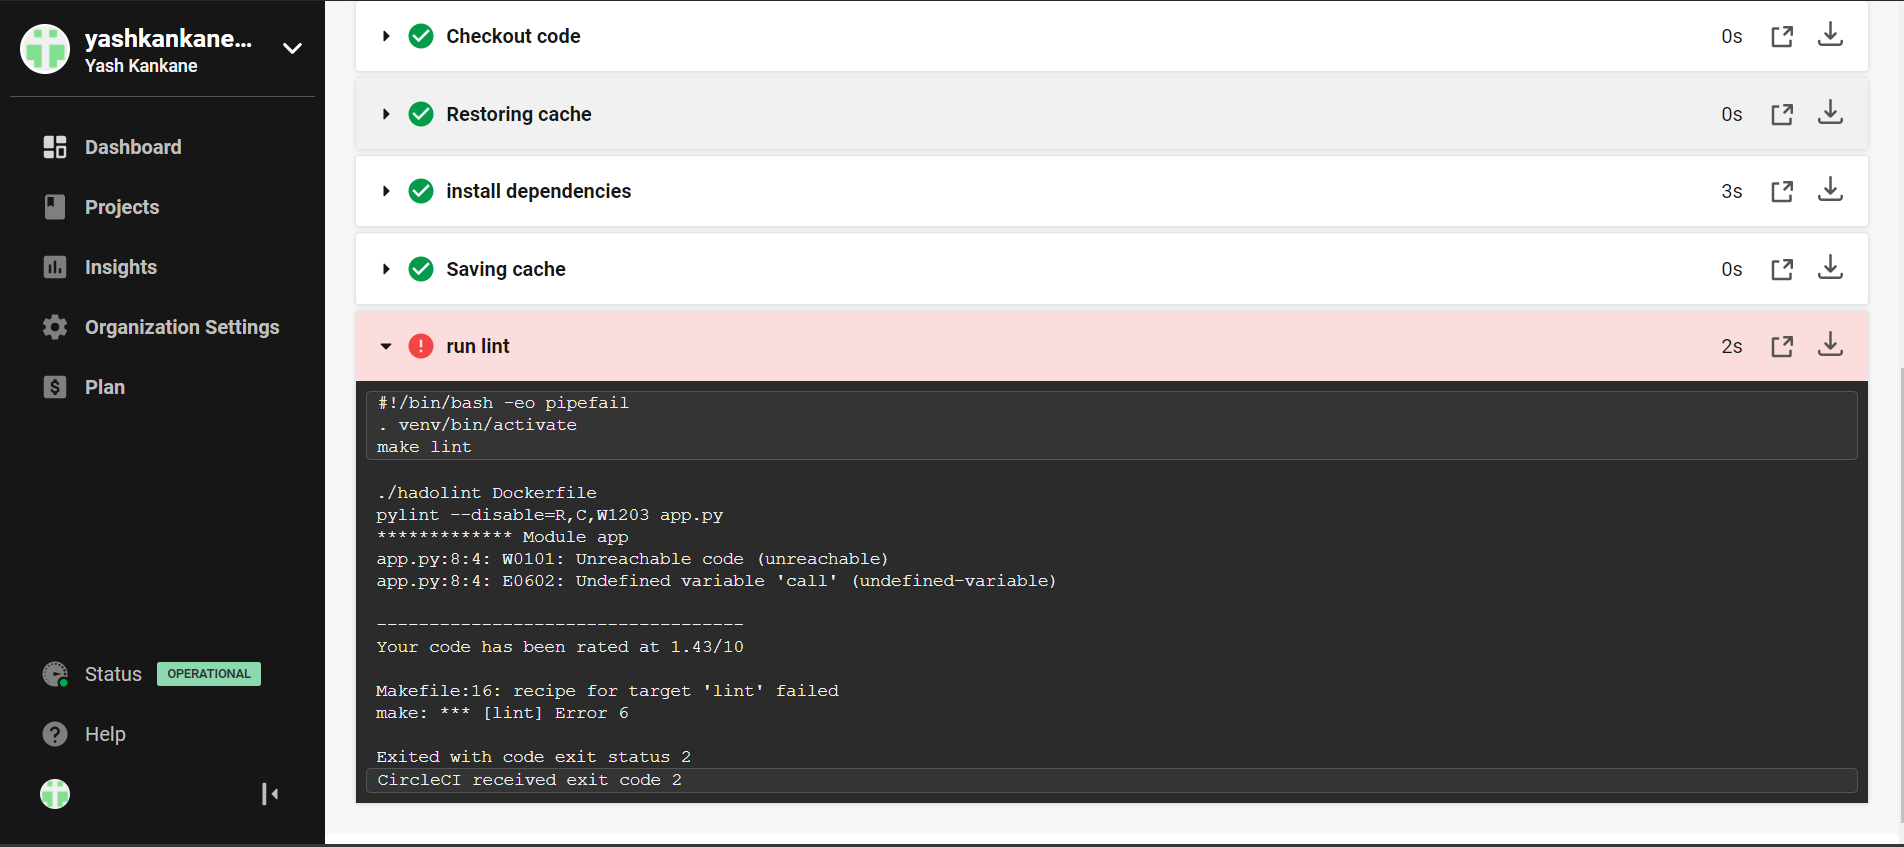 yashkankane...
Yash Kankane
Dashboard
Projects
Insights
Organization Settings
Plan
Status OPERATIONAL
Help
Checkout code 0s
Restoring cache 0s
install dependencies 3s
Saving cache 0s
run lint 2s
#!/bin/bash -eo pipefail
. venv/bin/activate
make lint
./hadolint Dockerfile
pylint --disable=R,C,W1203 app.py
************* Module app
app.py:8:4: W0101: Unreachable code (unreachable)
app.py:8:4: E0602: Undefined variable 'call' (undefined-variable)
-----------------------------------
Your code has been rated at 1.43/10
Makefile:16: recipe for target 'lint' failed
make: *** [lint] Error 6
Exited with code exit status 2
CircleCI received exit code 2